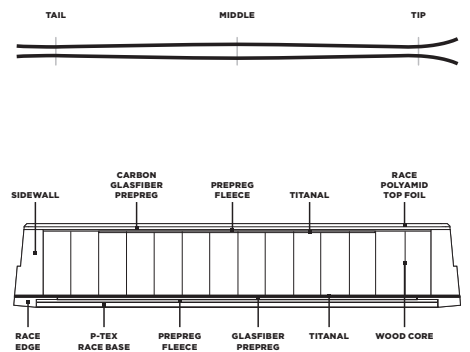 TAIL MIDDLE TIP
CARBON
GLASFIBER
PREPREG
SIDEWALL
PREPREG
FLEECE
TITANAL
RACE
POLYAMID
TOP FOIL
RACE
EDGE
P-TEX
RACE BASE
PREPREG
FLEECE
GLASFIBER
PREPREG
TITANAL
WOOD CORE